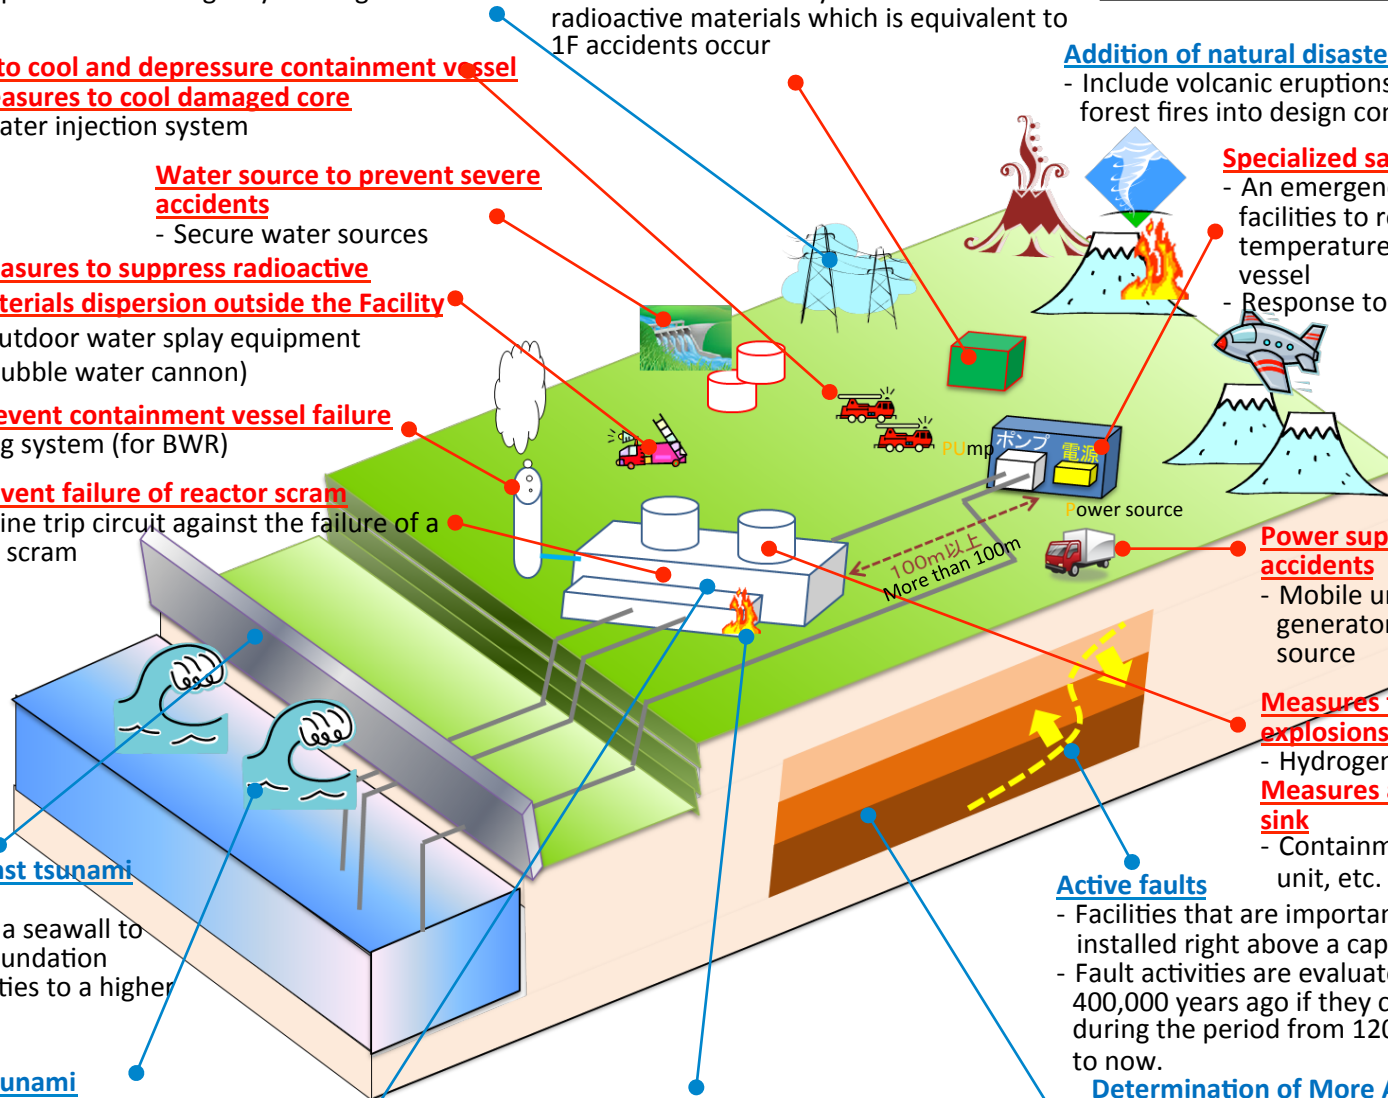 radioactive materials which is equivalent to
1F accidents occur
to cool and depressure containment vessel
easures to cool damaged core
ater injection system
Water source to prevent severe
accidents
- Secure water sources
easures to suppress radioactive
terials dispersion outside the Facility
utdoor water splay equipment
ubble water cannon)
event containment vessel failure
g system (for BWR)
vent failure of reactor scram
ine trip circuit against the failure of a
scram
Addition of natural disaste
- Include volcanic eruptions
forest fires into design con
Specialized sa
- An emergenc
facilities to re
temperature
vessel
- Response to
PUmp
ポンプ
電源
Power source
100m以上
More than 100m
Power sup
accidents
- Mobile un
generator
source
Measures
explosions
- Hydrogen
Measures a
sink
- Containm
unit, etc.
Active faults
- Facilities that are importan
installed right above a cap
- Fault activities are evaluate
400,000 years ago if they c
during the period from 120
to now.
Determination of More A
st tsunami
a seawall to
undation
ties to a higher
unami